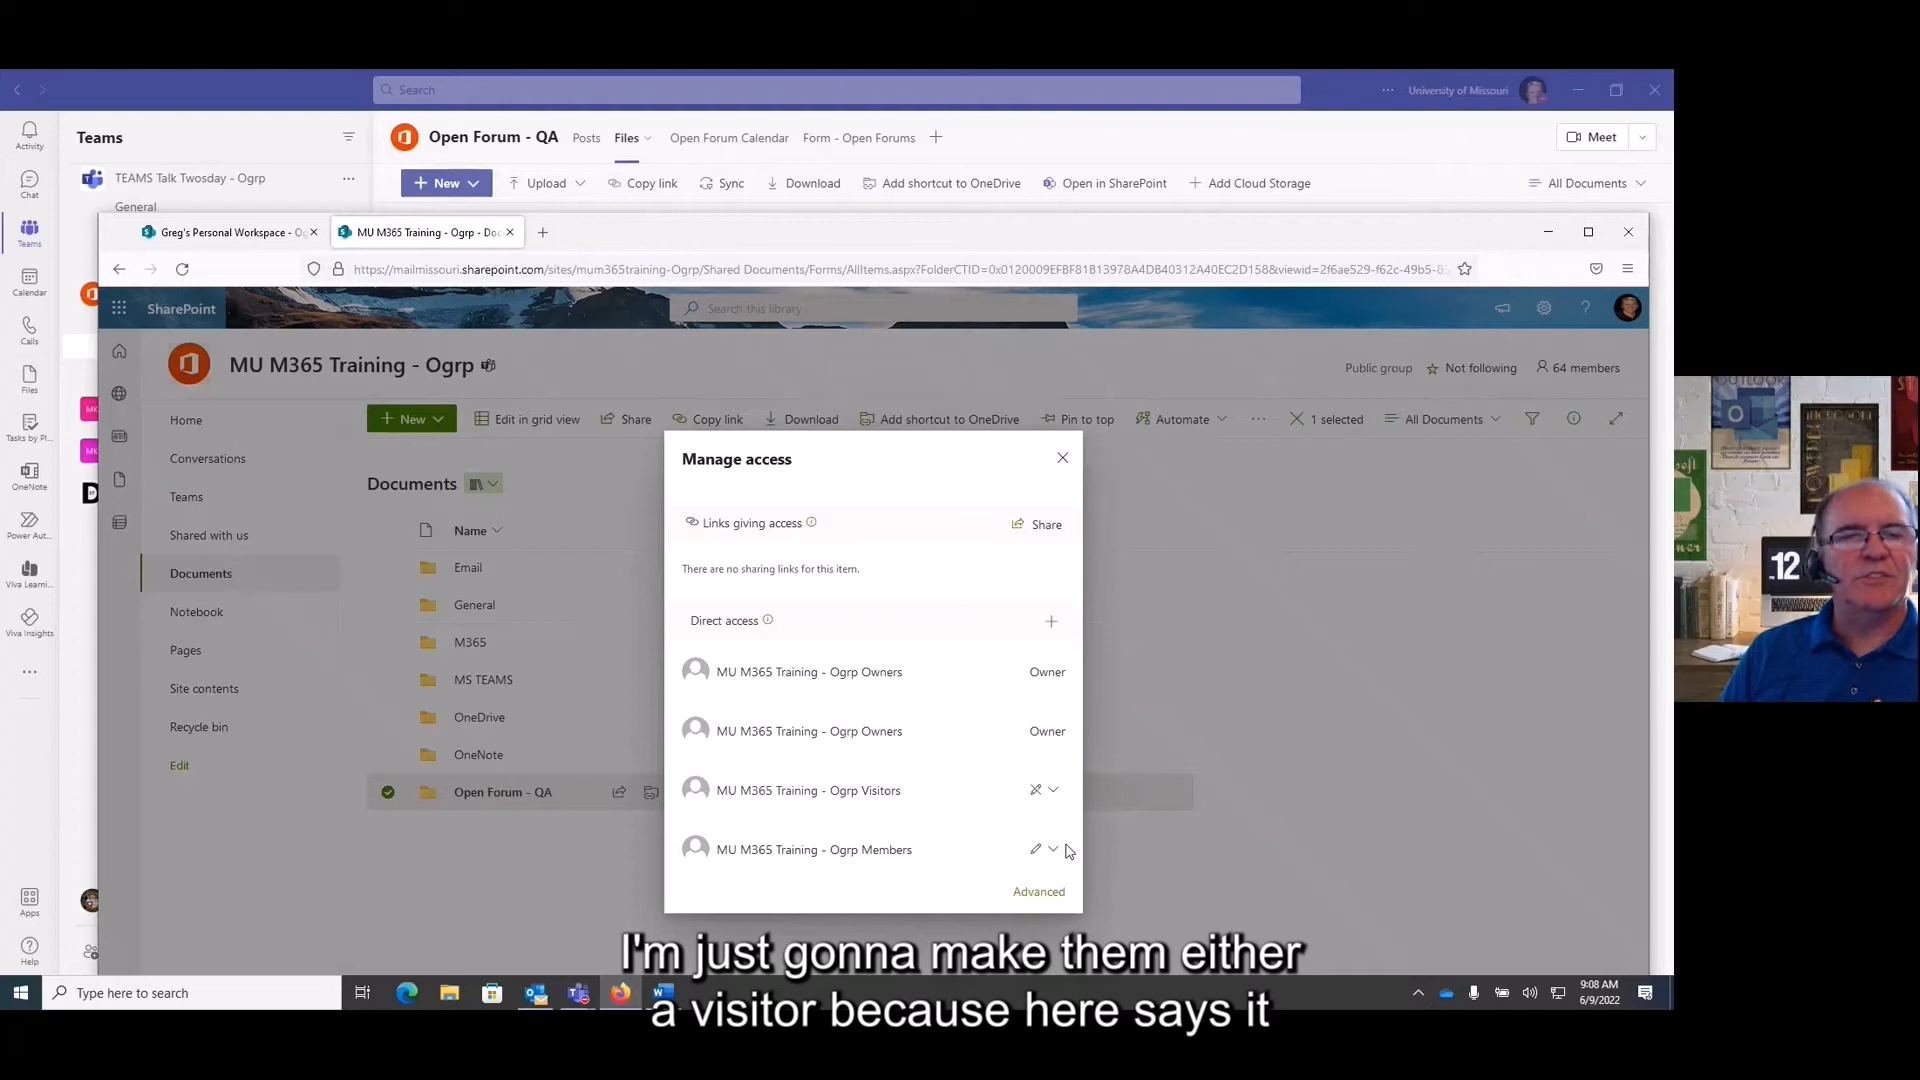 Search
University of Missouri
Activity
Chat
Teams
Calendar
Calls
Files
Tasks by Pl...
OneNote
Power Aut...
Viva Learni...
Viva Insights
Apps
Help
Teams
TEAMS Talk Twosday - Ogrp
General
Open Forum - QA
Posts
Files
Open Forum Calendar
Form - Open Forums
Meet
New
Upload
Copy link
Sync
Download
Add shortcut to OneDrive
Open in SharePoint
Add Cloud Storage
All Documents
Greg's Personal Workspace - Og
MU M365 Training - Ogrp - Doc
https://mailmissouri.sharepoint.com/sites/mum365training-Ogrp/Shared Documents/Forms/AllItems.aspx?FolderCTID=0x0120009EFBF81B13978A4DB40312A40EC2D158&viewid=2f6ae529-f62c-49b5-8
SharePoint
Search this library
MU M365 Training - Ogrp
Public group
Not following
64 members
Home
Conversations
Teams
Shared with us
Documents
Notebook
Pages
Site contents
Recycle bin
Edit
New
Edit in grid view
Share
Copy link
Download
Add shortcut to OneDrive
Pin to top
Automate
1 selected
All Documents
Documents
Name
Email
General
M365
MS TEAMS
OneDrive
OneNote
Open Forum - QA
Manage access
Links giving access
Share
There are no sharing links for this item.
Direct access
MU M365 Training - Ogrp Owners
Owner
MU M365 Training - Ogrp Owners
Owner
MU M365 Training - Ogrp Visitors
MU M365 Training - Ogrp Members
Advanced
MK
MK
OUTLOOK
12
I'm just gonna make them either
a visitor because here says it
Type here to search
9:08 AM
6/9/2022